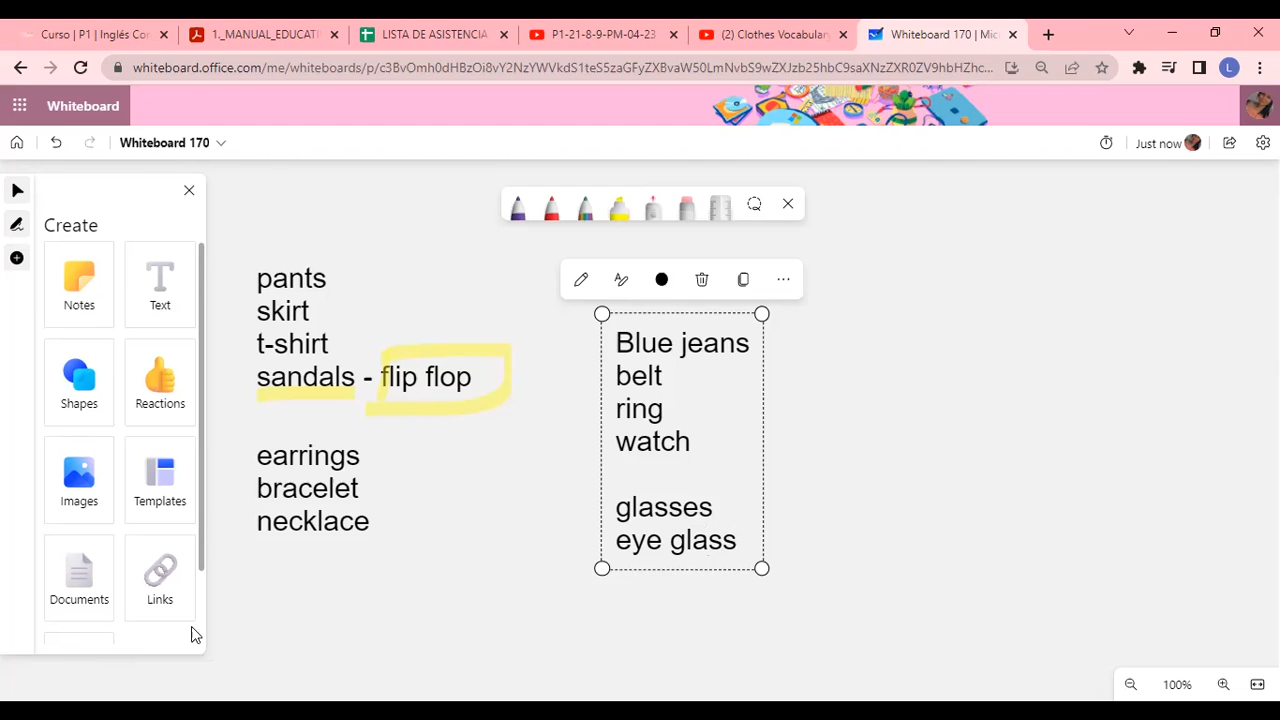 Curso | P1 | Inglés Con
1._MANUAL_EDUCATI
LISTA DE ASISTENCIA
P1-21-8-9-PM-04-23
(2) Clothes Vocabular
Whiteboard 170 | Mic
whiteboard.office.com/me/whiteboards/p/c3BvOmh0dHBzOi8vY2NzYWVkdS1teS5zaGFyZXBvaW50LmNvbS9wZXJzb25hbC9saXNzZXR0ZV9hbHZhc...
L
Whiteboard
Whiteboard 170
Just now
Create
Notes
Text
Shapes
Reactions
Images
Templates
Documents
Links
pants
skirt
t-shirt
sandals - flip flop
earrings
bracelet
necklace
Blue jeans
belt
ring
watch
glasses
eye glass
100%